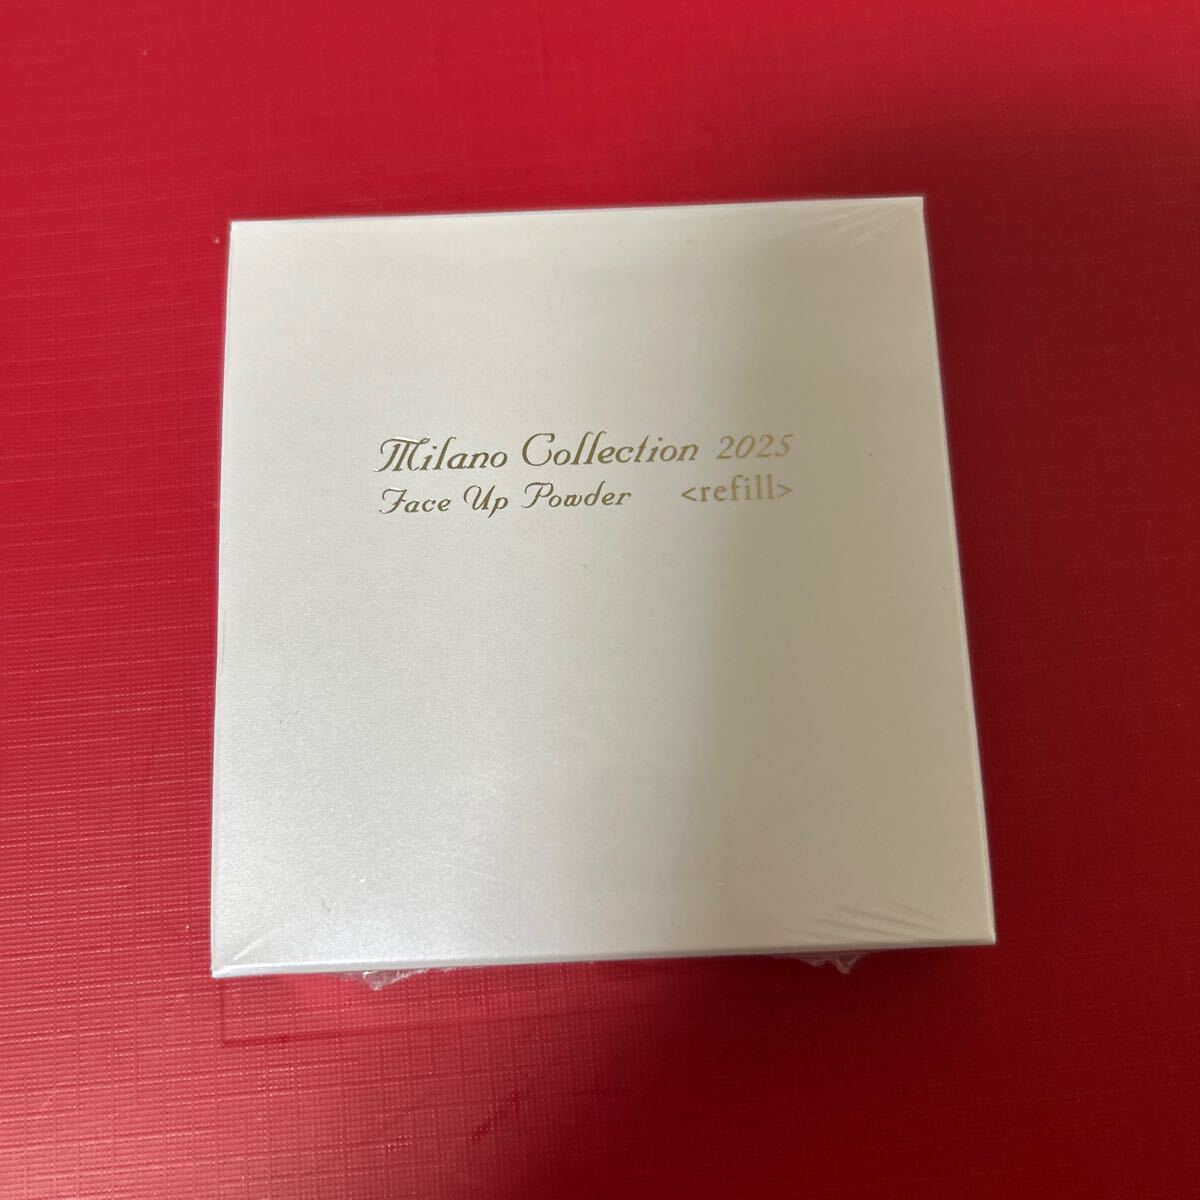 Milano Collection 2025
Face Up Powder <refill>